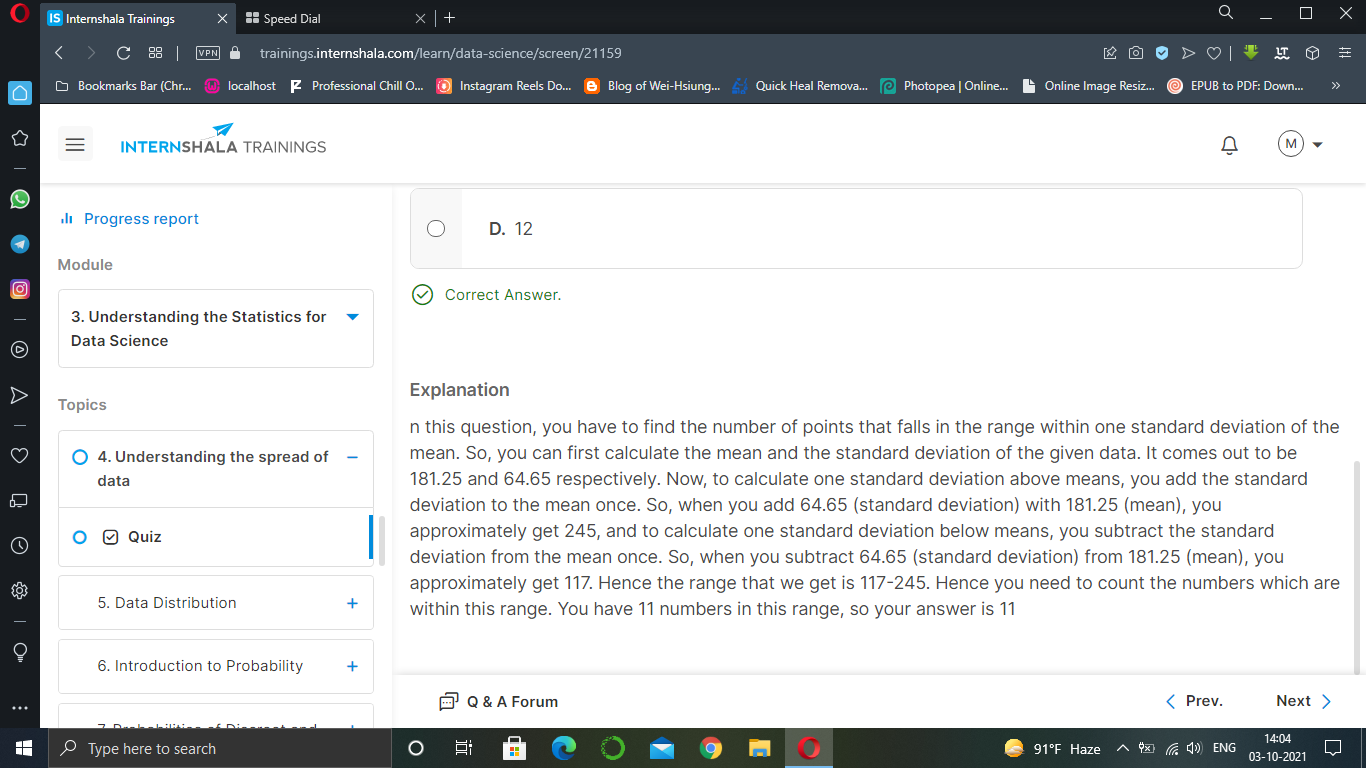 Internshala Trainings
Speed Dial
VPN
trainings.internshala.com/learn/data-science/screen/21159
Bookmarks Bar (Chr...
localhost
Professional Chill O...
Instagram Reels Do...
Blog of Wei-Hsiung...
Quick Heal Remova...
Photopea | Online...
Online Image Resiz...
EPUB to PDF: Down...
INTERNSHALA TRAININGS
M
Progress report
Module
3. Understanding the Statistics for
Data Science
Topics
4. Understanding the spread of
data
Quiz
5. Data Distribution
6. Introduction to Probability
7. Probabilities of Discreet and
D. 12
Correct Answer.
Explanation
n this question, you have to find the number of points that falls in the range within one standard deviation of the
mean. So, you can first calculate the mean and the standard deviation of the given data. It comes out to be
181.25 and 64.65 respectively. Now, to calculate one standard deviation above means, you add the standard
deviation to the mean once. So, when you add 64.65 (standard deviation) with 181.25 (mean), you
approximately get 245, and to calculate one standard deviation below means, you subtract the standard
deviation from the mean once. So, when you subtract 64.65 (standard deviation) from 181.25 (mean), you
approximately get 117. Hence the range that we get is 117-245. Hence you need to count the numbers which are
within this range. You have 11 numbers in this range, so your answer is 11
Q & A Forum
Prev.
Next
Type here to search
91°F Haze
ENG
14:04
03-10-2021